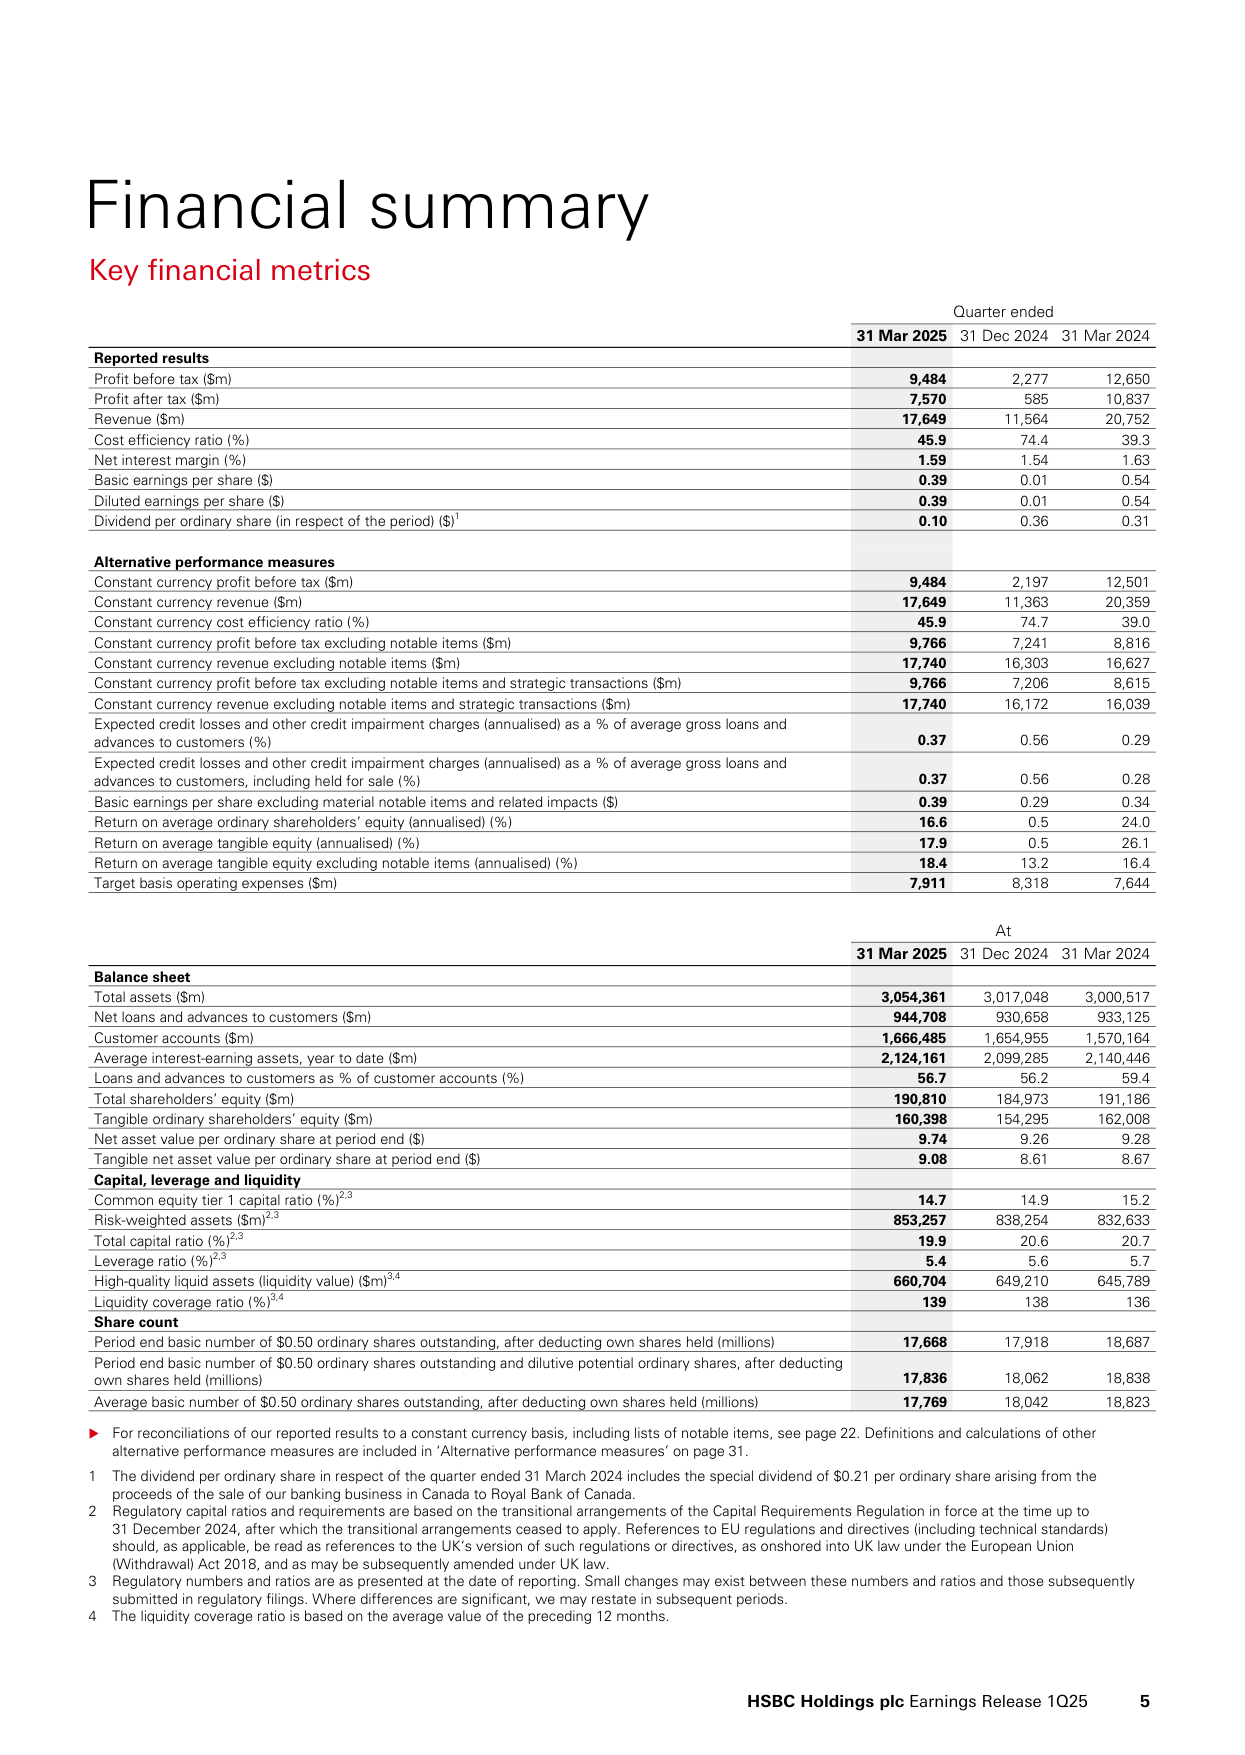 Financial summary
Key financial metrics
Quarter ended
31 Mar 2025 31 Dec 2024 31 Mar 2024
Reported results
Profit before tax ($m) 9,484 2,277 12,650
Profit after tax ($m) 7,570 585 10,837
Revenue ($m) 17,649 11,564 20,752
Cost efficiency ratio (%) 45.9 74.4 39.3
Net interest margin (%) 1.59 1.54 1.63
Basic earnings per share ($) 0.39 0.01 0.54
Diluted earnings per share ($) 0.39 0.01 0.54
Dividend per ordinary share (in respect of the period) ($)1 0.10 0.36 0.31
Alternative performance measures
Constant currency profit before tax ($m) 9,484 2,197 12,501
Constant currency revenue ($m) 17,649 11,363 20,359
Constant currency cost efficiency ratio (%) 45.9 74.7 39.0
Constant currency profit before tax excluding notable items ($m) 9,766 7,241 8,816
Constant currency revenue excluding notable items ($m) 17,740 16,303 16,627
Constant currency profit before tax excluding notable items and strategic transactions ($m) 9,766 7,206 8,615
Constant currency revenue excluding notable items and strategic transactions ($m) 17,740 16,172 16,039
Expected credit losses and other credit impairment charges (annualised) as a % of average gross loans and
advances to customers (%) 0.37 0.56 0.29
Expected credit losses and other credit impairment charges (annualised) as a % of average gross loans and
advances to customers, including held for sale (%) 0.37 0.56 0.28
Basic earnings per share excluding material notable items and related impacts ($) 0.39 0.29 0.34
Return on average ordinary shareholders’ equity (annualised) (%) 16.6 0.5 24.0
Return on average tangible equity (annualised) (%) 17.9 0.5 26.1
Return on average tangible equity excluding notable items (annualised) (%) 18.4 13.2 16.4
Target basis operating expenses ($m) 7,911 8,318 7,644
At
31 Mar 2025 31 Dec 2024 31 Mar 2024
Balance sheet
Total assets ($m) 3,054,361 3,017,048 3,000,517
Net loans and advances to customers ($m) 944,708 930,658 933,125
Customer accounts ($m) 1,666,485 1,654,955 1,570,164
Average interest-earning assets, year to date ($m) 2,124,161 2,099,285 2,140,446
Loans and advances to customers as % of customer accounts (%) 56.7 56.2 59.4
Total shareholders’ equity ($m) 190,810 184,973 191,186
Tangible ordinary shareholders’ equity ($m) 160,398 154,295 162,008
Net asset value per ordinary share at period end ($) 9.74 9.26 9.28
Tangible net asset value per ordinary share at period end ($) 9.08 8.61 8.67
Capital, leverage and liquidity
Common equity tier 1 capital ratio (%)2,3 14.7 14.9 15.2
Risk-weighted assets ($m)2,3 853,257 838,254 832,633
Total capital ratio (%)2,3 19.9 20.6 20.7
Leverage ratio (%)2,3 5.4 5.6 5.7
High-quality liquid assets (liquidity value) ($m)3,4 660,704 649,210 645,789
Liquidity coverage ratio (%)3,4 139 138 136
Share count
Period end basic number of $0.50 ordinary shares outstanding, after deducting own shares held (millions) 17,668 17,918 18,687
Period end basic number of $0.50 ordinary shares outstanding and dilutive potential ordinary shares, after deducting
own shares held (millions) 17,836 18,062 18,838
Average basic number of $0.50 ordinary shares outstanding, after deducting own shares held (millions) 17,769 18,042 18,823
For reconciliations of our reported results to a constant currency basis, including lists of notable items, see page 22. Definitions and calculations of other
alternative performance measures are included in ‘Alternative performance measures’ on page 31.
1 The dividend per ordinary share in respect of the quarter ended 31 March 2024 includes the special dividend of $0.21 per ordinary share arising from the
proceeds of the sale of our banking business in Canada to Royal Bank of Canada.
2 Regulatory capital ratios and requirements are based on the transitional arrangements of the Capital Requirements Regulation in force at the time up to
31 December 2024, after which the transitional arrangements ceased to apply. References to EU regulations and directives (including technical standards)
should, as applicable, be read as references to the UK’s version of such regulations or directives, as onshored into UK law under the European Union
(Withdrawal) Act 2018, and as may be subsequently amended under UK law.
3 Regulatory numbers and ratios are as presented at the date of reporting. Small changes may exist between these numbers and ratios and those subsequently
submitted in regulatory filings. Where differences are significant, we may restate in subsequent periods.
4 The liquidity coverage ratio is based on the average value of the preceding 12 months.
HSBC Holdings plc Earnings Release 1Q25 5